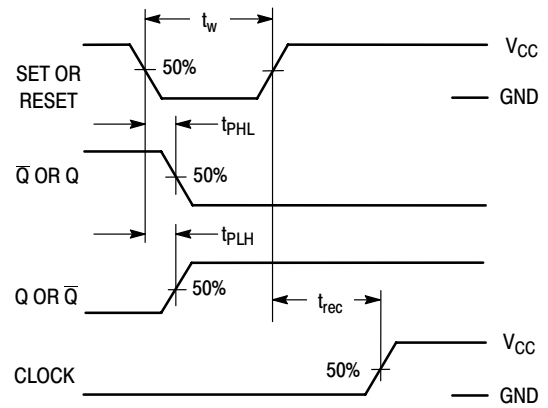 t_w
V_CC
50%
SET OR
RESET
GND
t_PHL
Q̅ OR Q
50%
t_PLH
Q OR Q̅
50%
t_rec
V_CC
50%
CLOCK
GND